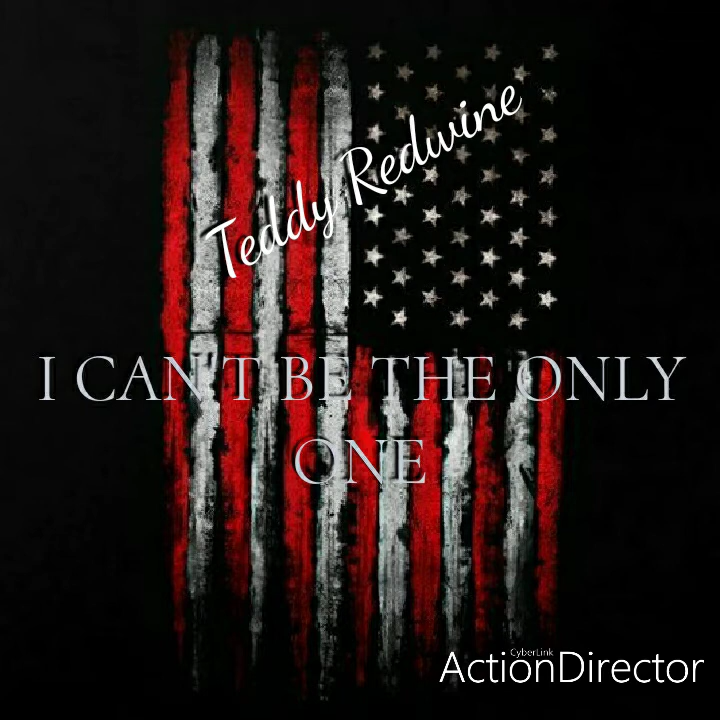 Teddy Redwine
I CAN'T BE THE ONLY
ONE
CyberLink
ActionDirector